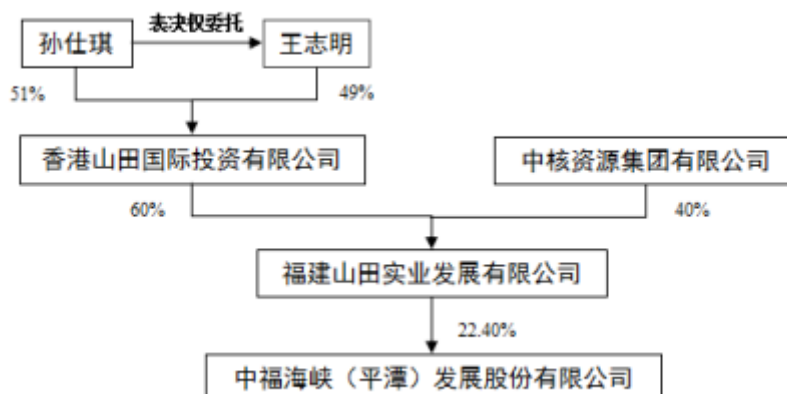 孙仕琪
表决权委托
王志明
51%
49%
香港山田国际投资有限公司
中核资源集团有限公司
60%
40%
福建山田实业发展有限公司
22.40%
中福海峡（平潭）发展股份有限公司